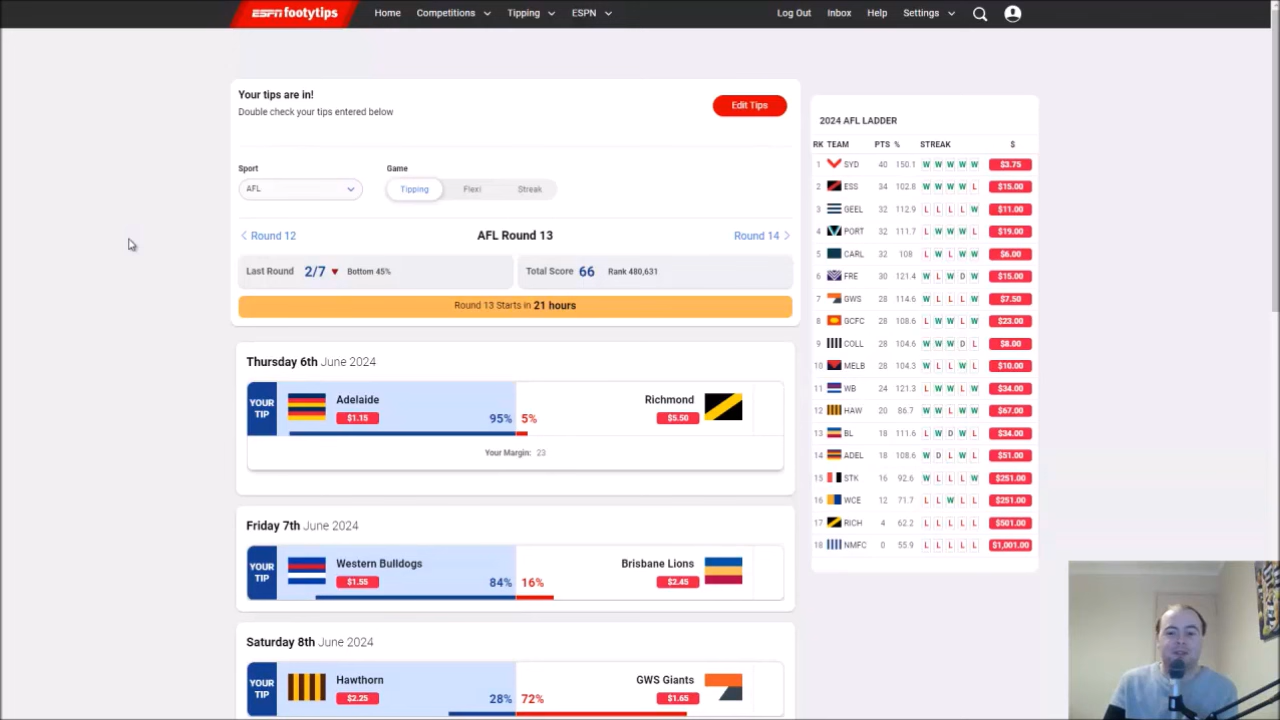 ESPN footytips
Home Competitions Tipping ESPN
Log Out Inbox Help Settings
Your tips are in!
Double check your tips entered below
Edit Tips
Sport
Game
AFL
Tipping Flexi Streak
Round 12
AFL Round 13
Round 14
Last Round 2/7 Bottom 45%
Total Score 66 Rank 480,631
Round 13 Starts in 21 hours
Thursday 6th June 2024
YOUR TIP
Adelaide
$1.15
95% 5%
Richmond
$5.50
Your Margin: 23
Friday 7th June 2024
YOUR TIP
Western Bulldogs
$1.55
84% 16%
Brisbane Lions
$2.45
Saturday 8th June 2024
YOUR TIP
Hawthorn
$2.25
28% 72%
GWS Giants
$1.65
2024 AFL LADDER
RK TEAM PTS % STREAK $
1 SYD 40 150.1 W W W W W $3.75
2 ESS 34 102.8 W W W W L $15.00
3 GEEL 32 112.9 L L L L W $11.00
4 PORT 32 111.7 L W W W L $19.00
5 CARL 32 108 L W L W L $6.00
6 FRE 30 121.4 W L W D W $15.00
7 GWS 28 114.6 W L L L W $7.50
8 GCFC 28 108.6 L W W L W $23.00
9 COLL 28 104.6 W W W D L $8.00
10 MELB 28 104.3 W L L W L $10.00
11 WB 24 121.3 L W W L W $34.00
12 HAW 20 86.7 W W L W W $67.00
13 BL 18 111.6 L W D W L $34.00
14 ADEL 18 108.6 W D L W L $51.00
15 STK 16 92.6 W L L L W $251.00
16 WCE 12 71.7 L L W L L $251.00
17 RICH 4 62.2 L L L L L $501.00
18 NMFC 0 55.9 L L L L L $1,001.00